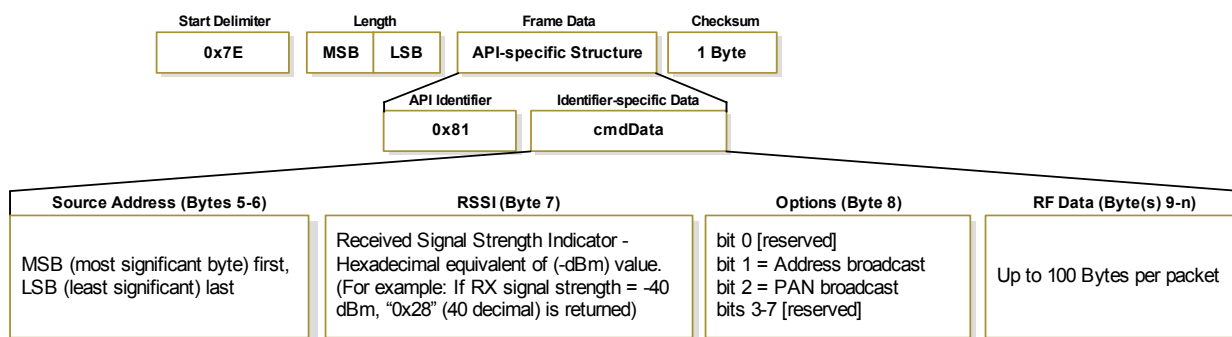 Start Delimiter Length Frame Data Checksum
0x7E MSB LSB API-specific Structure 1 Byte
API Identifier Identifier-specific Data
0x81 cmdData
Source Address (Bytes 5-6)
MSB (most significant byte) first,
LSB (least significant) last
RSSI (Byte 7)
Received Signal Strength Indicator -
Hexadecimal equivalent of (-dBm) value.
(For example: If RX signal strength = -40
dBm, “0x28” (40 decimal) is returned)
Options (Byte 8)
bit 0 [reserved]
bit 1 = Address broadcast
bit 2 = PAN broadcast
bits 3-7 [reserved]
RF Data (Byte(s) 9-n)
Up to 100 Bytes per packet